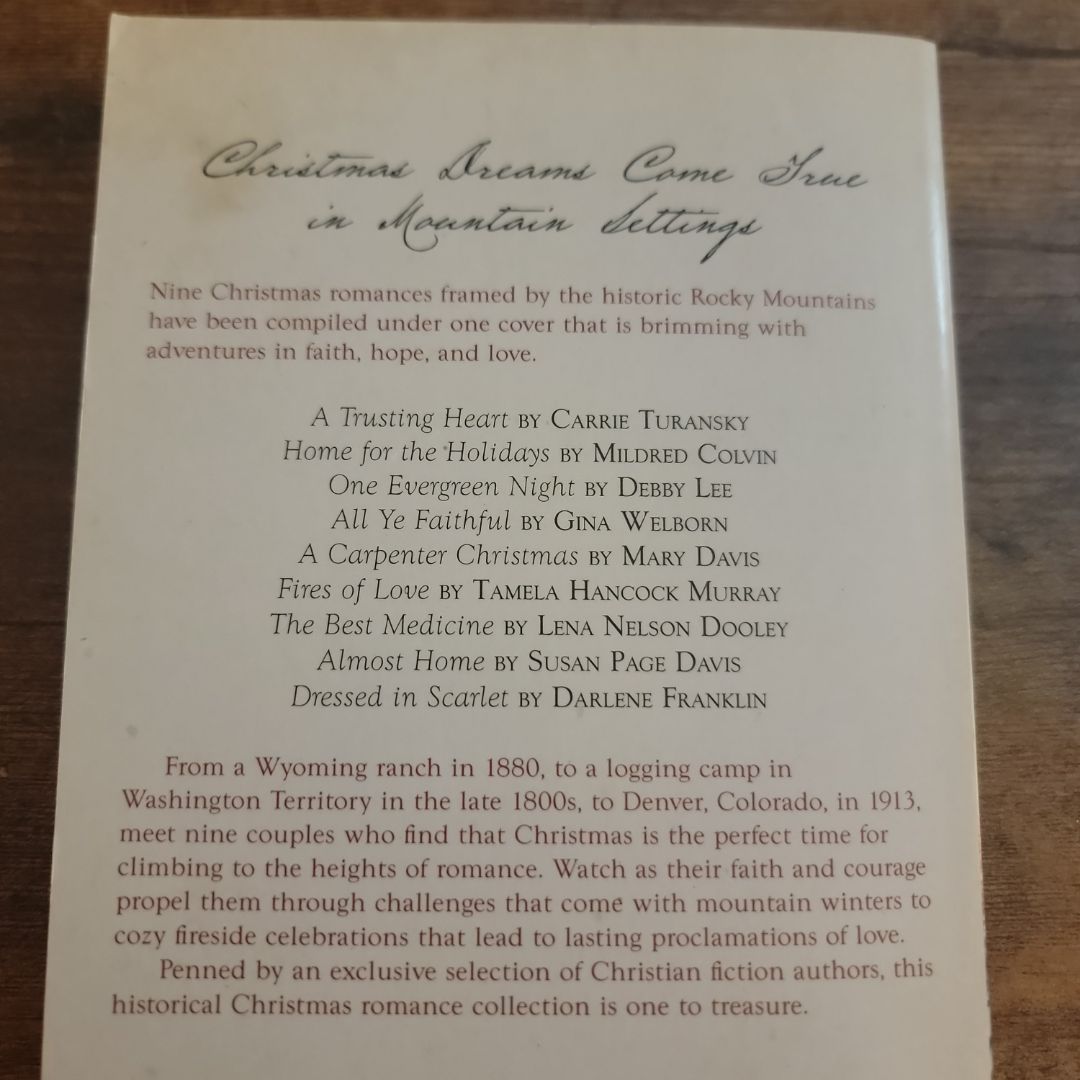 Christmas Dreams Come True
in Mountain Settings
Nine Christmas romances framed by the historic Rocky Mountains
have been compiled under one cover that is brimming with
adventures in faith, hope, and love.
A Trusting Heart BY CARRIE TURANSKY
Home for the Holidays BY MILDRED COLVIN
One Evergreen Night BY DEBBY LEE
All Ye Faithful BY GINA WELBORN
A Carpenter Christmas BY MARY DAVIS
Fires of Love BY TAMELA HANCOCK MURRAY
The Best Medicine BY LENA NELSON DOOLEY
Almost Home BY SUSAN PAGE DAVIS
Dressed in Scarlet BY DARLENE FRANKLIN
From a Wyoming ranch in 1880, to a logging camp in
Washington Territory in the late 1800s, to Denver, Colorado, in 1913,
meet nine couples who find that Christmas is the perfect time for
climbing to the heights of romance. Watch as their faith and courage
propel them through challenges that come with mountain winters to
cozy fireside celebrations that lead to lasting proclamations of love.
Penned by an exclusive selection of Christian fiction authors, this
historical Christmas romance collection is one to treasure.